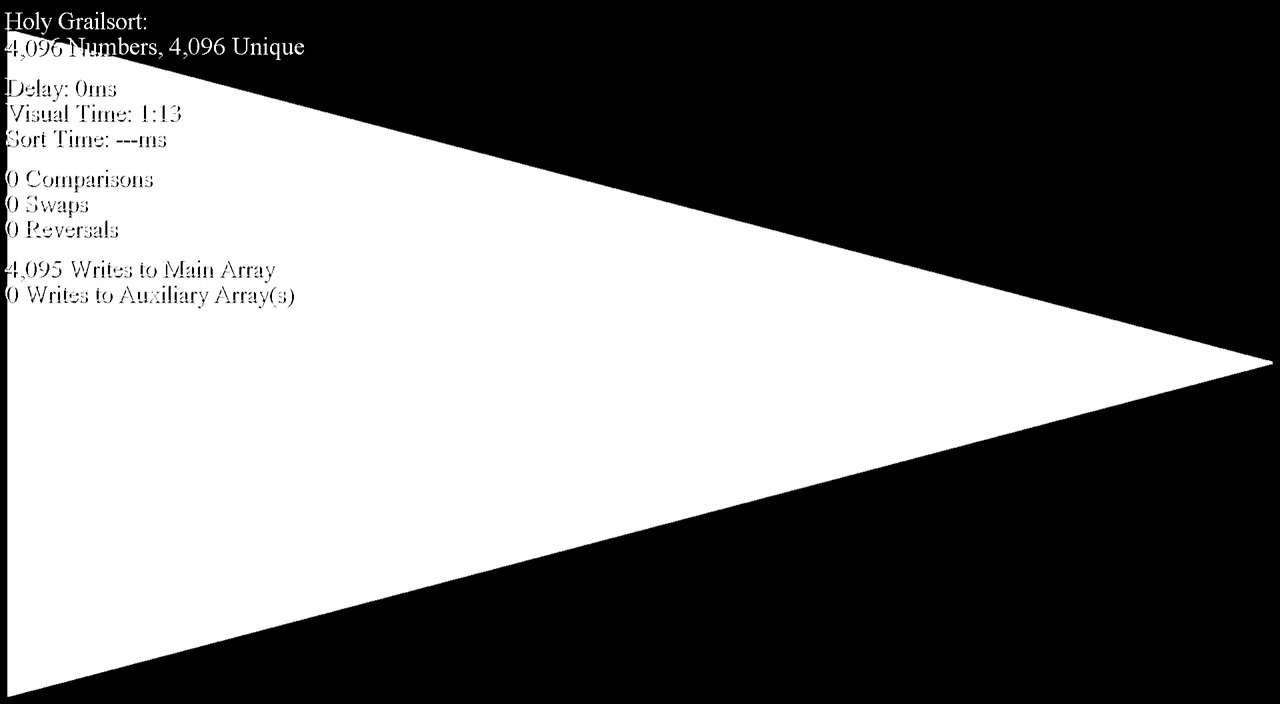 Holy Grailsort:
4,096 Numbers, 4,096 Unique
Delay: 0ms
Visual Time: 1:13
Sort Time: ---ms
0 Comparisons
0 Swaps
0 Reversals
4,095 Writes to Main Array
0 Writes to Auxiliary Array(s)